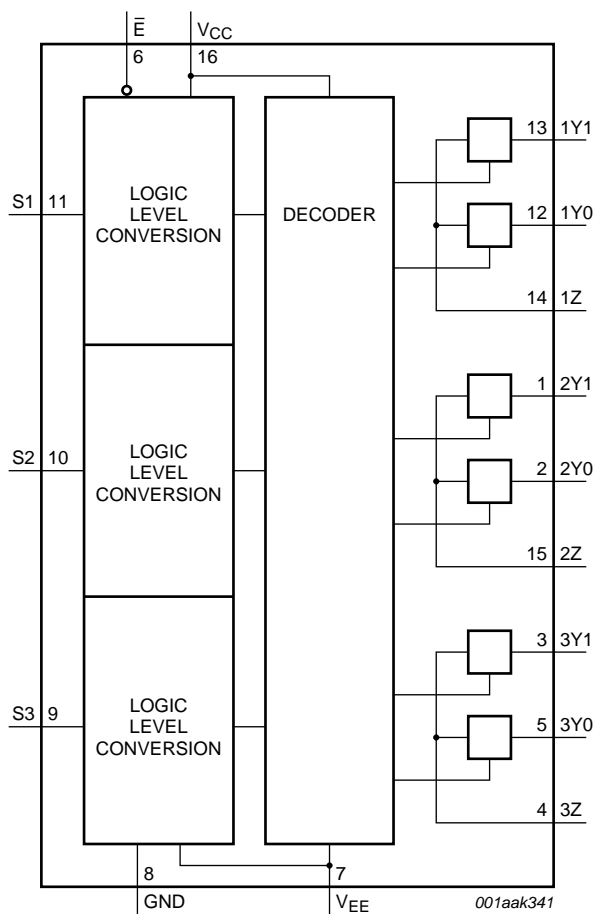 E̅ V_CC
6 16
13 1Y1
S1 11
LOGIC
LEVEL
CONVERSION
DECODER
12 1Y0
14 1Z
1 2Y1
S2 10
LOGIC
LEVEL
CONVERSION
2 2Y0
15 2Z
3 3Y1
S3 9
LOGIC
LEVEL
CONVERSION
5 3Y0
4 3Z
8 7
GND V_EE
001aak341